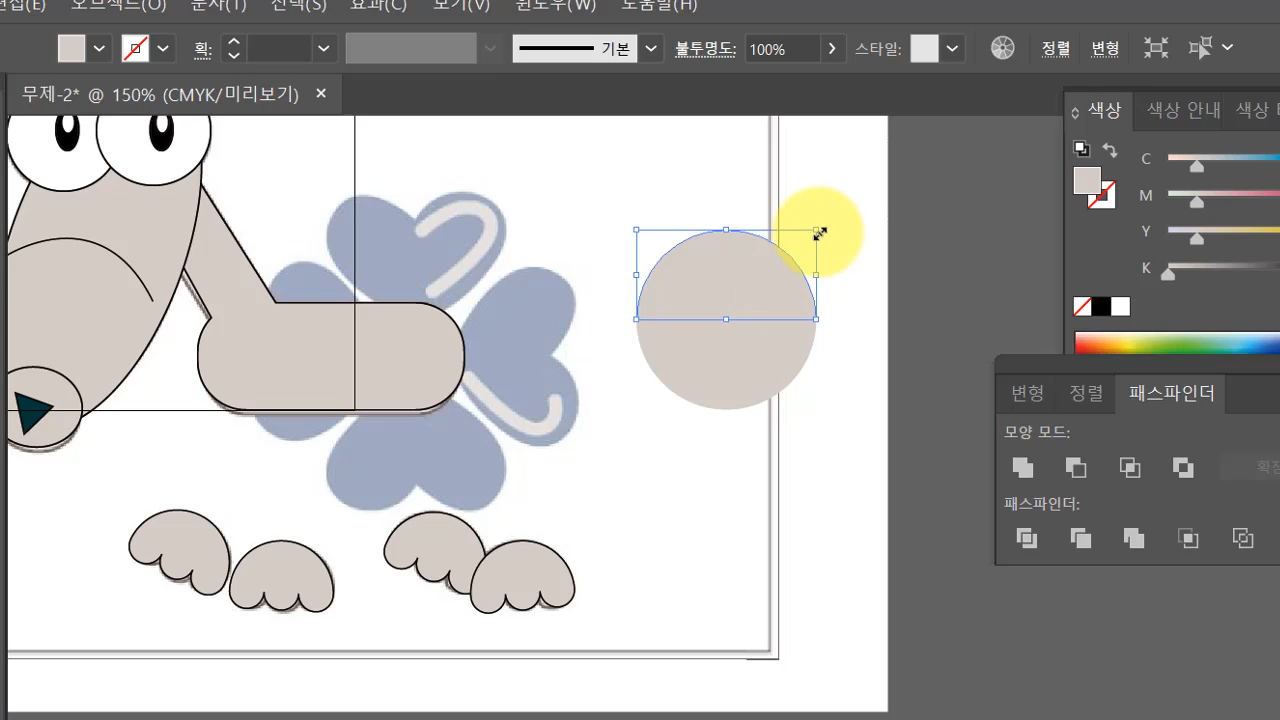 편집(E) 오브젝트(O) 문자(T) 선택(S) 효과(C) 보기(V) 윈도우(W) 도움말(H)
획: 기본 불투명도: 100% 스타일: 정렬 변형
무제-2* @ 150% (CMYK/미리보기) ×
색상 색상 안내 색상
C
M
Y
K
변형 정렬 패스파인더
모양 모드:
패스파인더: